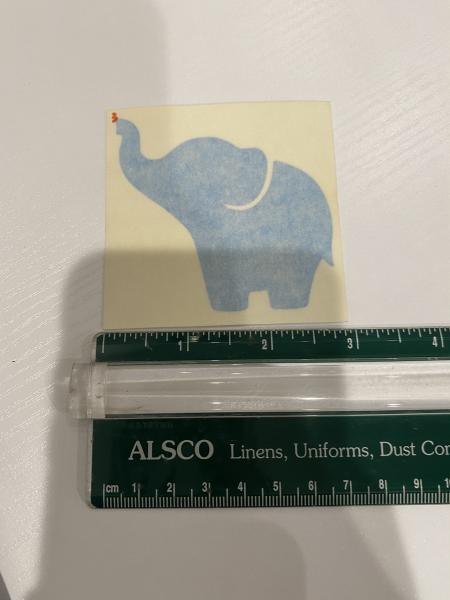 1 2 3 4
ALSCO Linens, Uniforms, Dust Con
cm 1 2 3 4 5 6 7 8 9 10